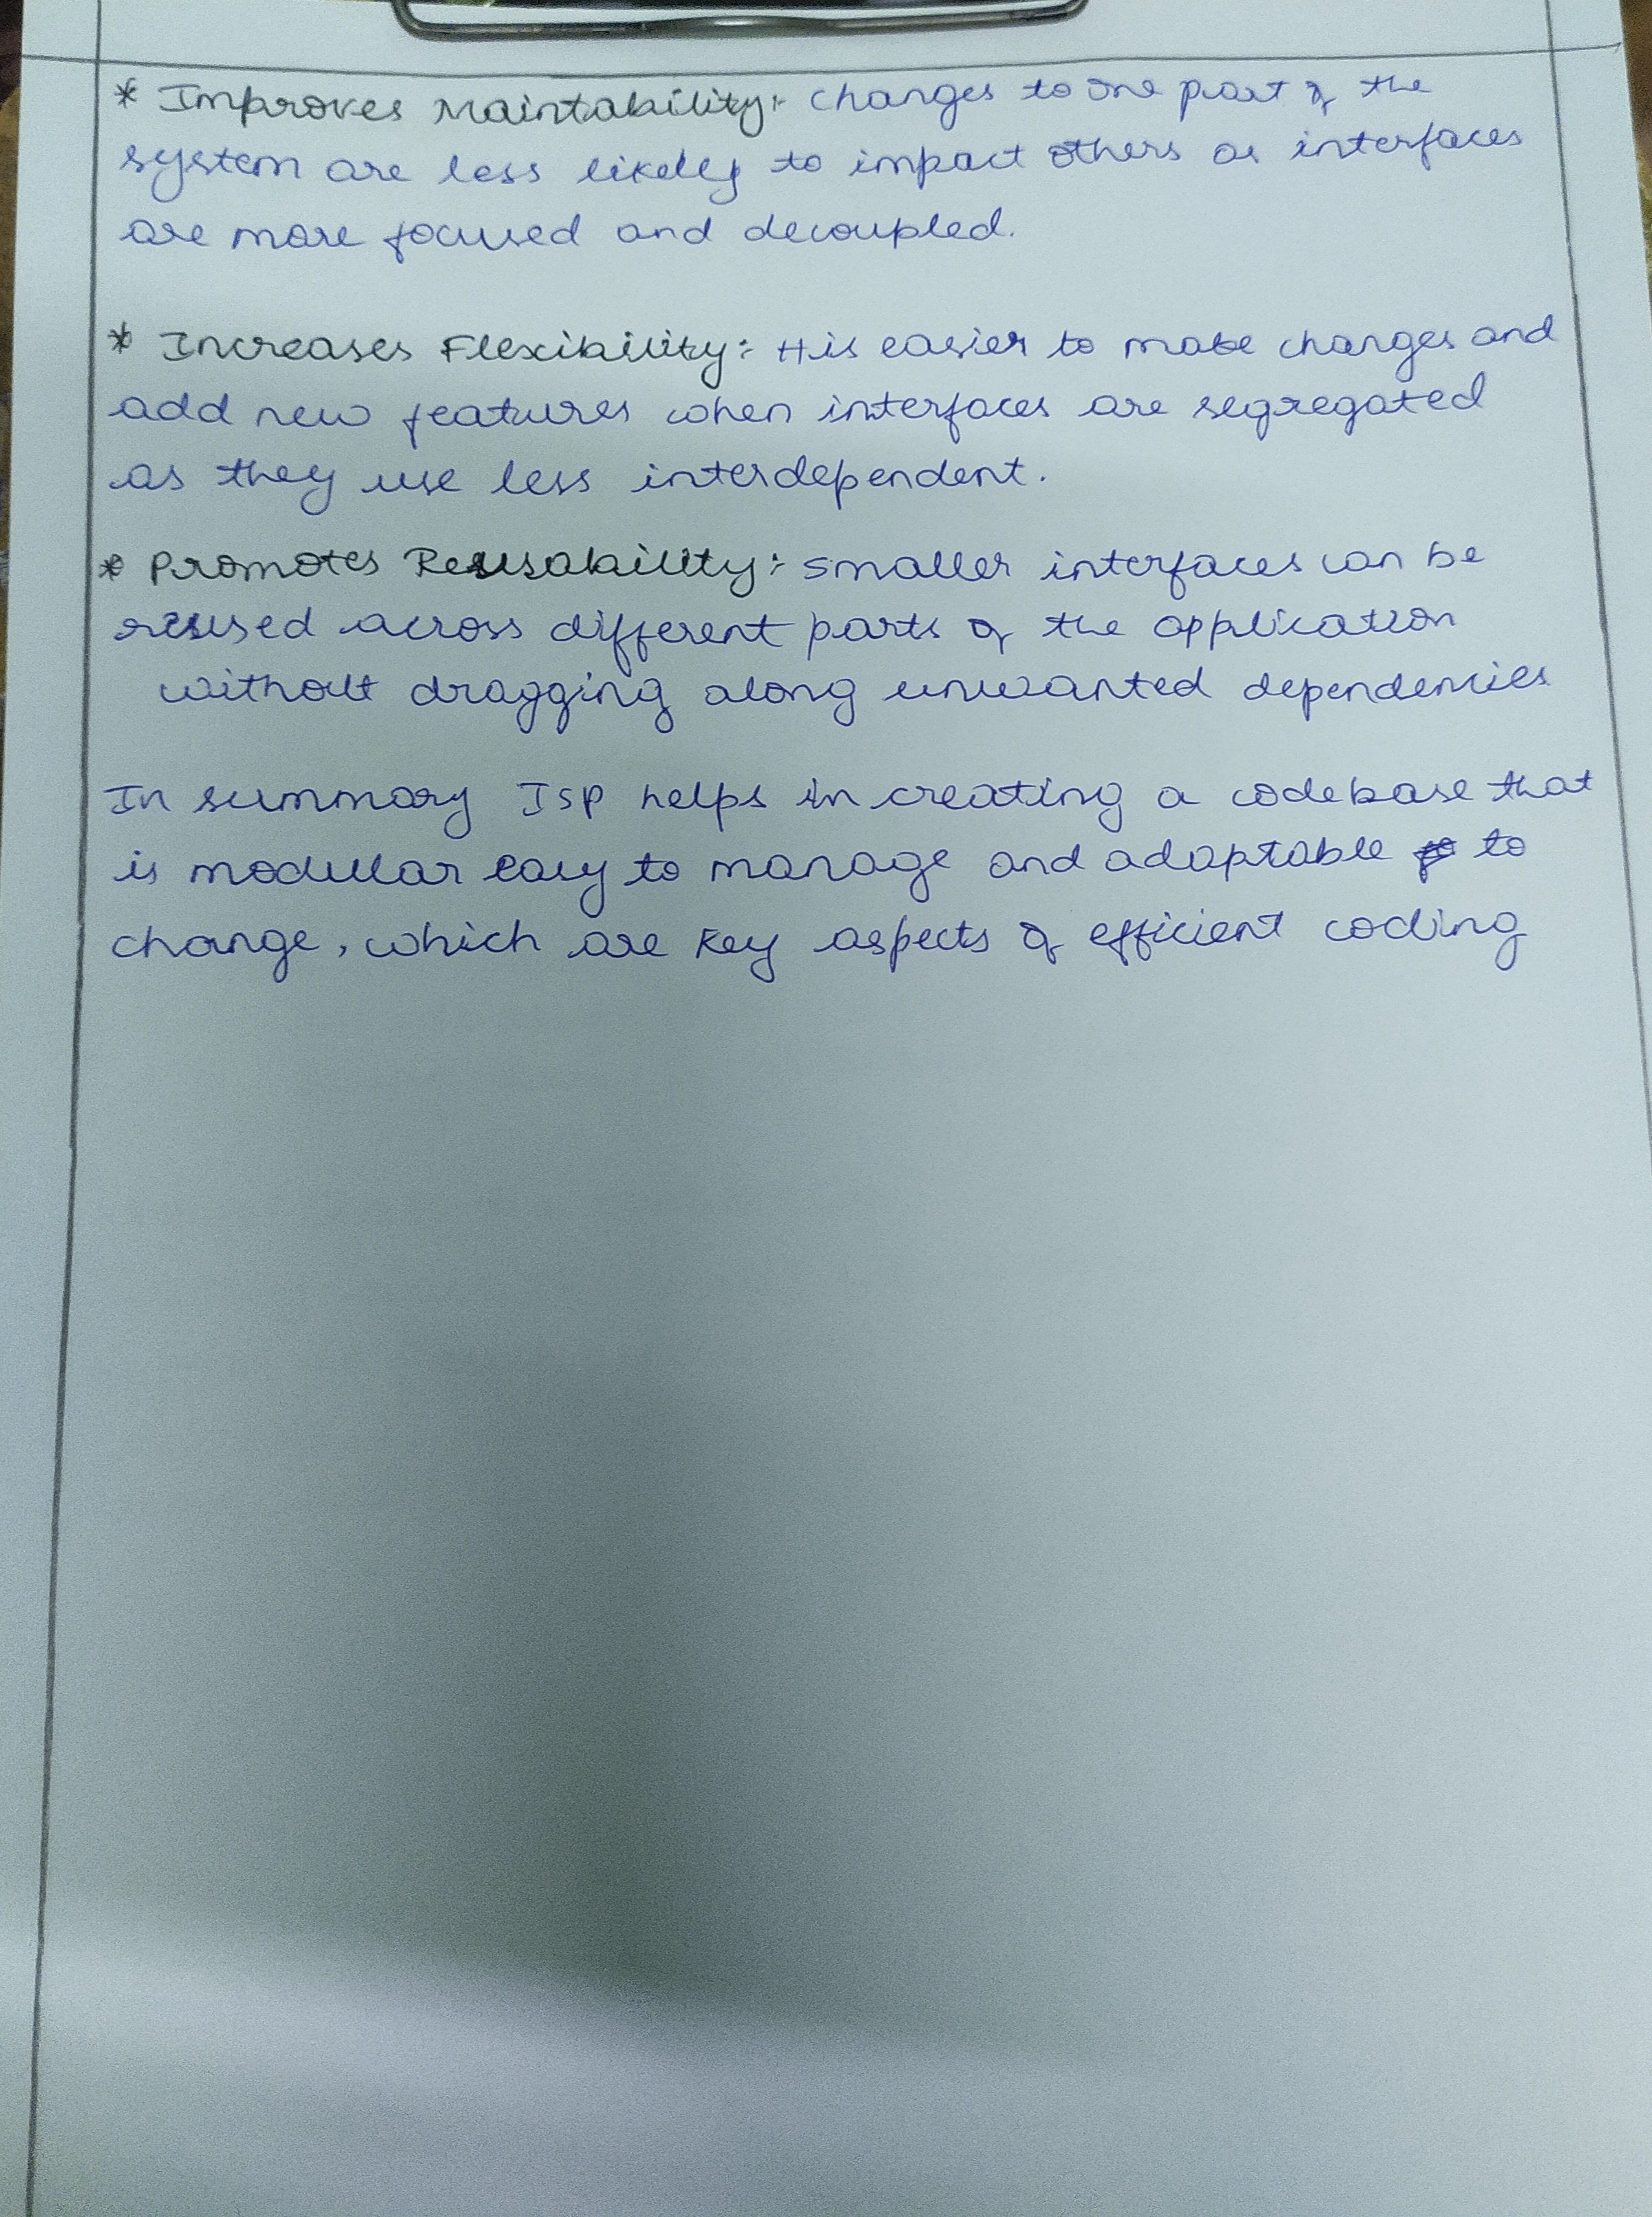 * Improves Maintability:- Changes to one part of the
system are less likely to impact others as interfaces
are more focused and decoupled.
* Increases Flexibility: It is easier to make changes and
add new features when interfaces are segregated
as they use less interdependent.
* Promotes Reusability: Smaller interfaces can be
reused across different parts of the application
without dragging along unwanted dependencies
In summary ISP helps in creating a codebase that
is modular easy to manage and adaptable to
change, which are key aspects of efficient coding